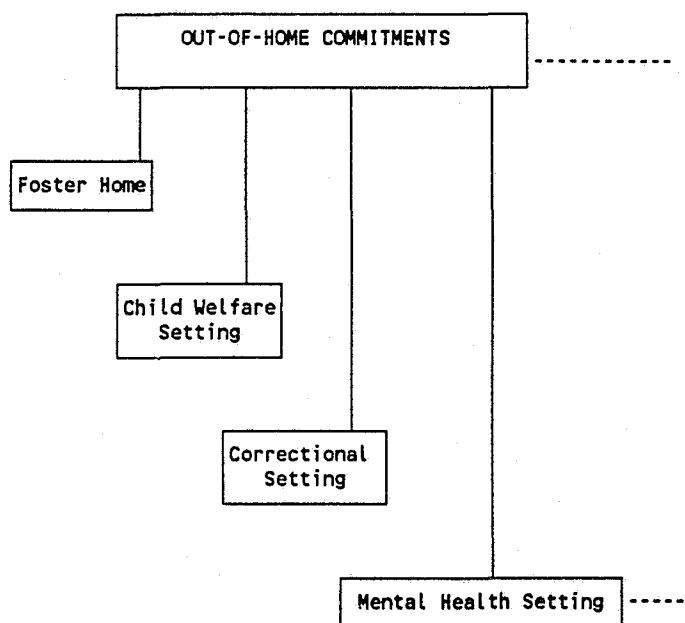 OUT-OF-HOME COMMITMENTS
Foster Home
Child Welfare
Setting
Correctional
Setting
Mental Health Setting